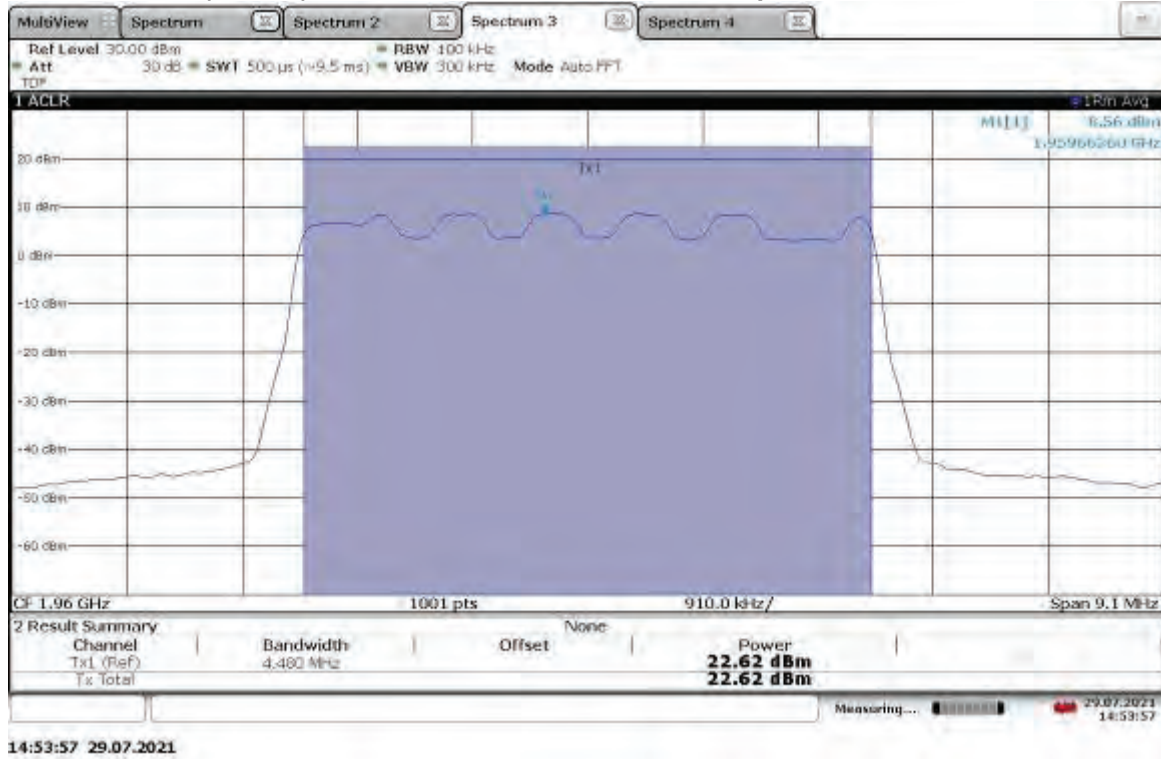 MultiView Spectrum Spectrum 2 Spectrum 3 Spectrum 4
Ref Level 30.00 dBm RBW 100 kHz
Att 30 dB SWT 500 µs (~9.5 ms) VBW 300 kHz Mode Auto FFT
TDF
1 ACLR 1Rm Avg
M1[1] 8.56 dBm
1.9596260 GHz
20 dBm
Tx1
10 dBm
0 dBm
-10 dBm
-20 dBm
-30 dBm
-40 dBm
-50 dBm
-60 dBm
CF 1.96 GHz 1001 pts 910.0 kHz/ Span 9.1 MHz
2 Result Summary None
Channel Bandwidth Offset Power
Tx1 (Ref) 4.480 MHz 22.62 dBm
Tx Total 22.62 dBm
Measuring.... 29.07.2021
14:53:57
14:53:57 29.07.2021